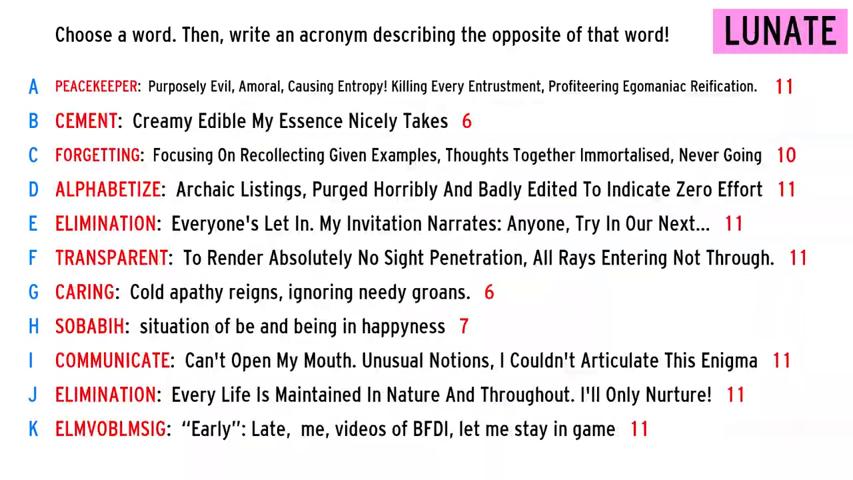 Choose a word. Then, write an acronym describing the opposite of that word!
LUNATE
A PEACEKEEPER: Purposely Evil, Amoral, Causing Entropy! Killing Every Entrustment, Profiteering Egomaniac Reification. 11
B CEMENT: Creamy Edible My Essence Nicely Takes 6
C FORGETTING: Focusing On Recollecting Given Examples, Thoughts Together Immortalised, Never Going 10
D ALPHABETIZE: Archaic Listings, Purged Horribly And Badly Edited To Indicate Zero Effort 11
E ELIMINATION: Everyone's Let In. My Invitation Narrates: Anyone, Try In Our Next... 11
F TRANSPARENT: To Render Absolutely No Sight Penetration, All Rays Entering Not Through. 11
G CARING: Cold apathy reigns, ignoring needy groans. 6
H SOBABIH: situation of be and being in happyness 7
I COMMUNICATE: Can't Open My Mouth. Unusual Notions, I Couldn't Articulate This Enigma 11
J ELIMINATION: Every Life Is Maintained In Nature And Throughout. I'll Only Nurture! 11
K ELMVOBLMSIG: “Early”: Late, me, videos of BFDI, let me stay in game 11